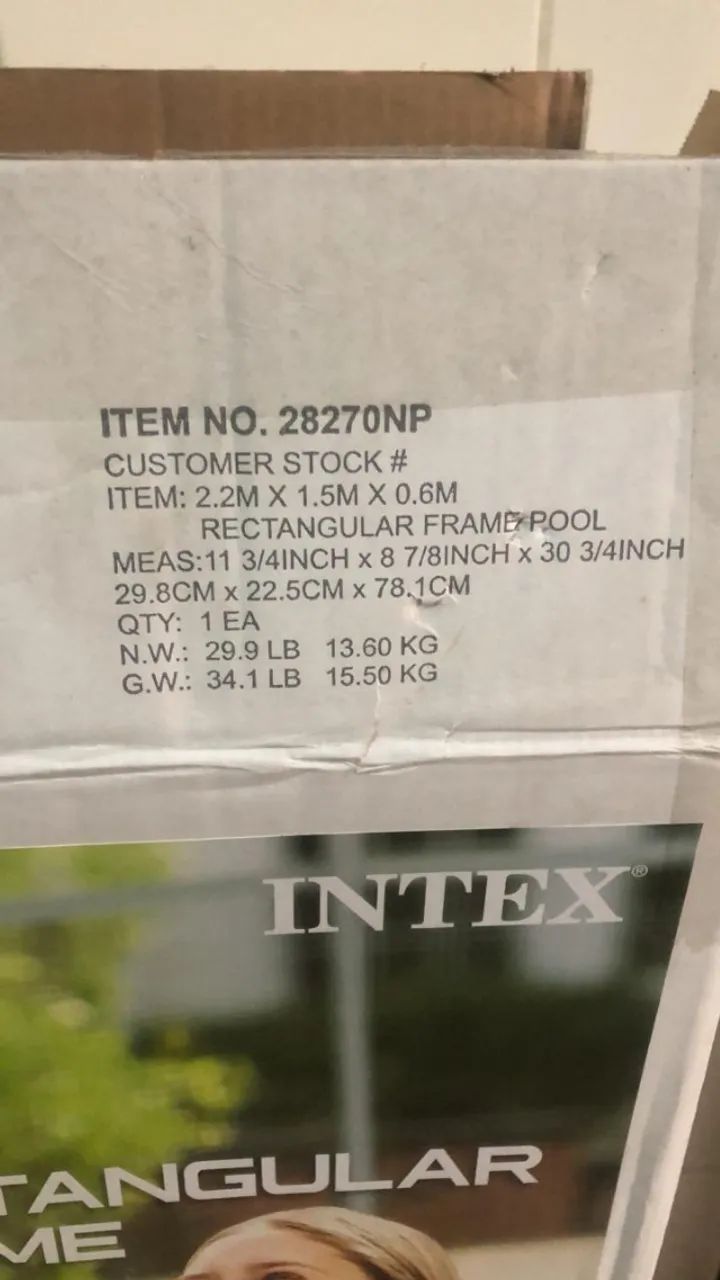 ITEM NO. 28270NP
CUSTOMER STOCK #
ITEM: 2.2M X 1.5M X 0.6M
RECTANGULAR FRAME POOL
MEAS:11 3/4INCH x 8 7/8INCH x 30 3/4INCH
29.8CM x 22.5CM x 78.1CM
QTY: 1 EA
N.W.: 29.9 LB 13.60 KG
G.W.: 34.1 LB 15.50 KG
INTEX®
TANGULAR
ME